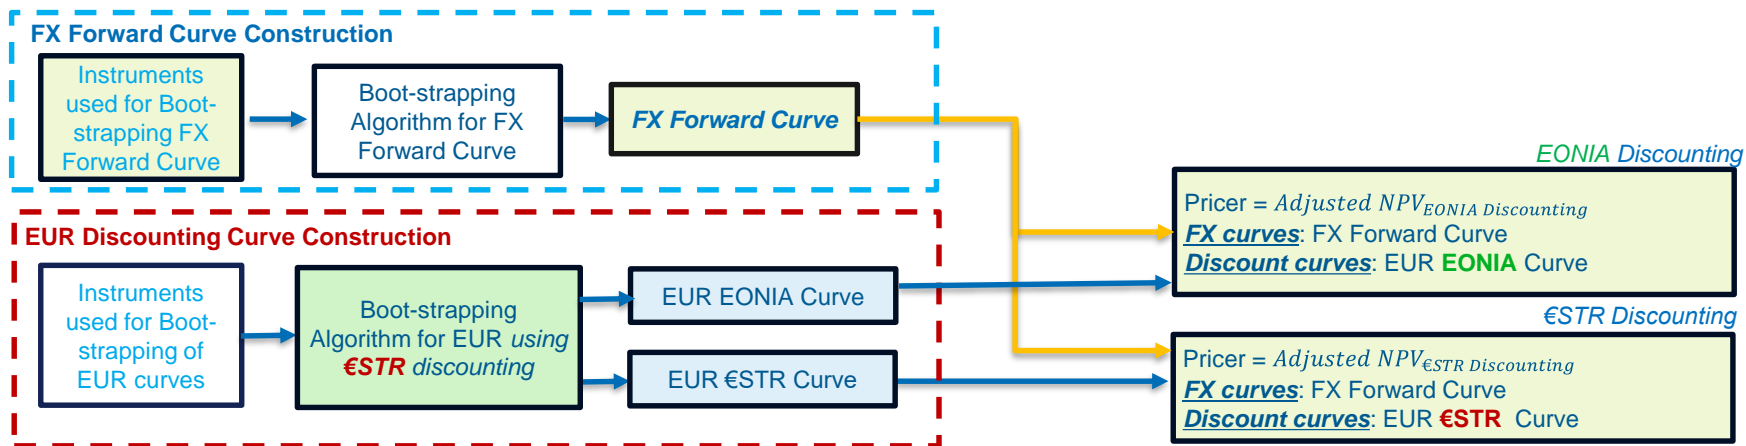 FX Forward Curve Construction
Instruments
used for Boot-
strapping FX
Forward Curve
Boot-strapping
Algorithm for FX
Forward Curve
FX Forward Curve
EUR Discounting Curve Construction
Instruments
used for Boot-
strapping of
EUR curves
Boot-strapping
Algorithm for EUR using
€STR discounting
EUR EONIA Curve
EUR €STR Curve
EONIA Discounting
Pricer = Adjusted NPV EONIA Discounting
FX curves: FX Forward Curve
Discount curves: EUR EONIA Curve
€STR Discounting
Pricer = Adjusted NPV €STR Discounting
FX curves: FX Forward Curve
Discount curves: EUR €STR Curve